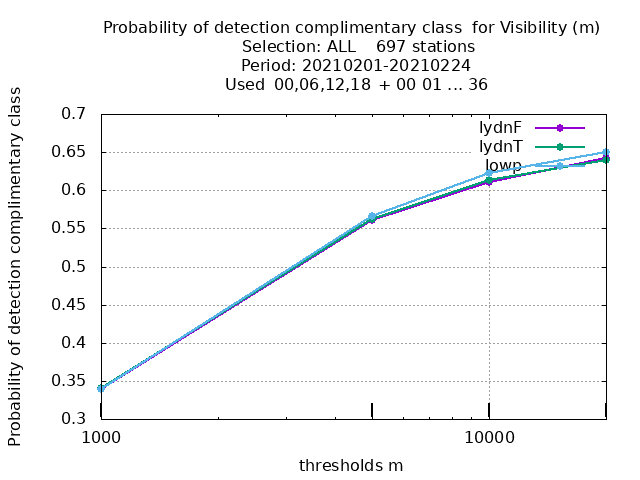 Probability of detection complimentary class  for Visibility (m)
Selection: ALL    697 stations
Period: 20210201-20210224
Used  00,06,12,18 + 00 01 ... 36
Probability of detection complimentary class
0.7
0.65
0.6
0.55
0.5
0.45
0.4
0.35
0.3
lydnF
lydnT
lowp
1000
10000
thresholds m